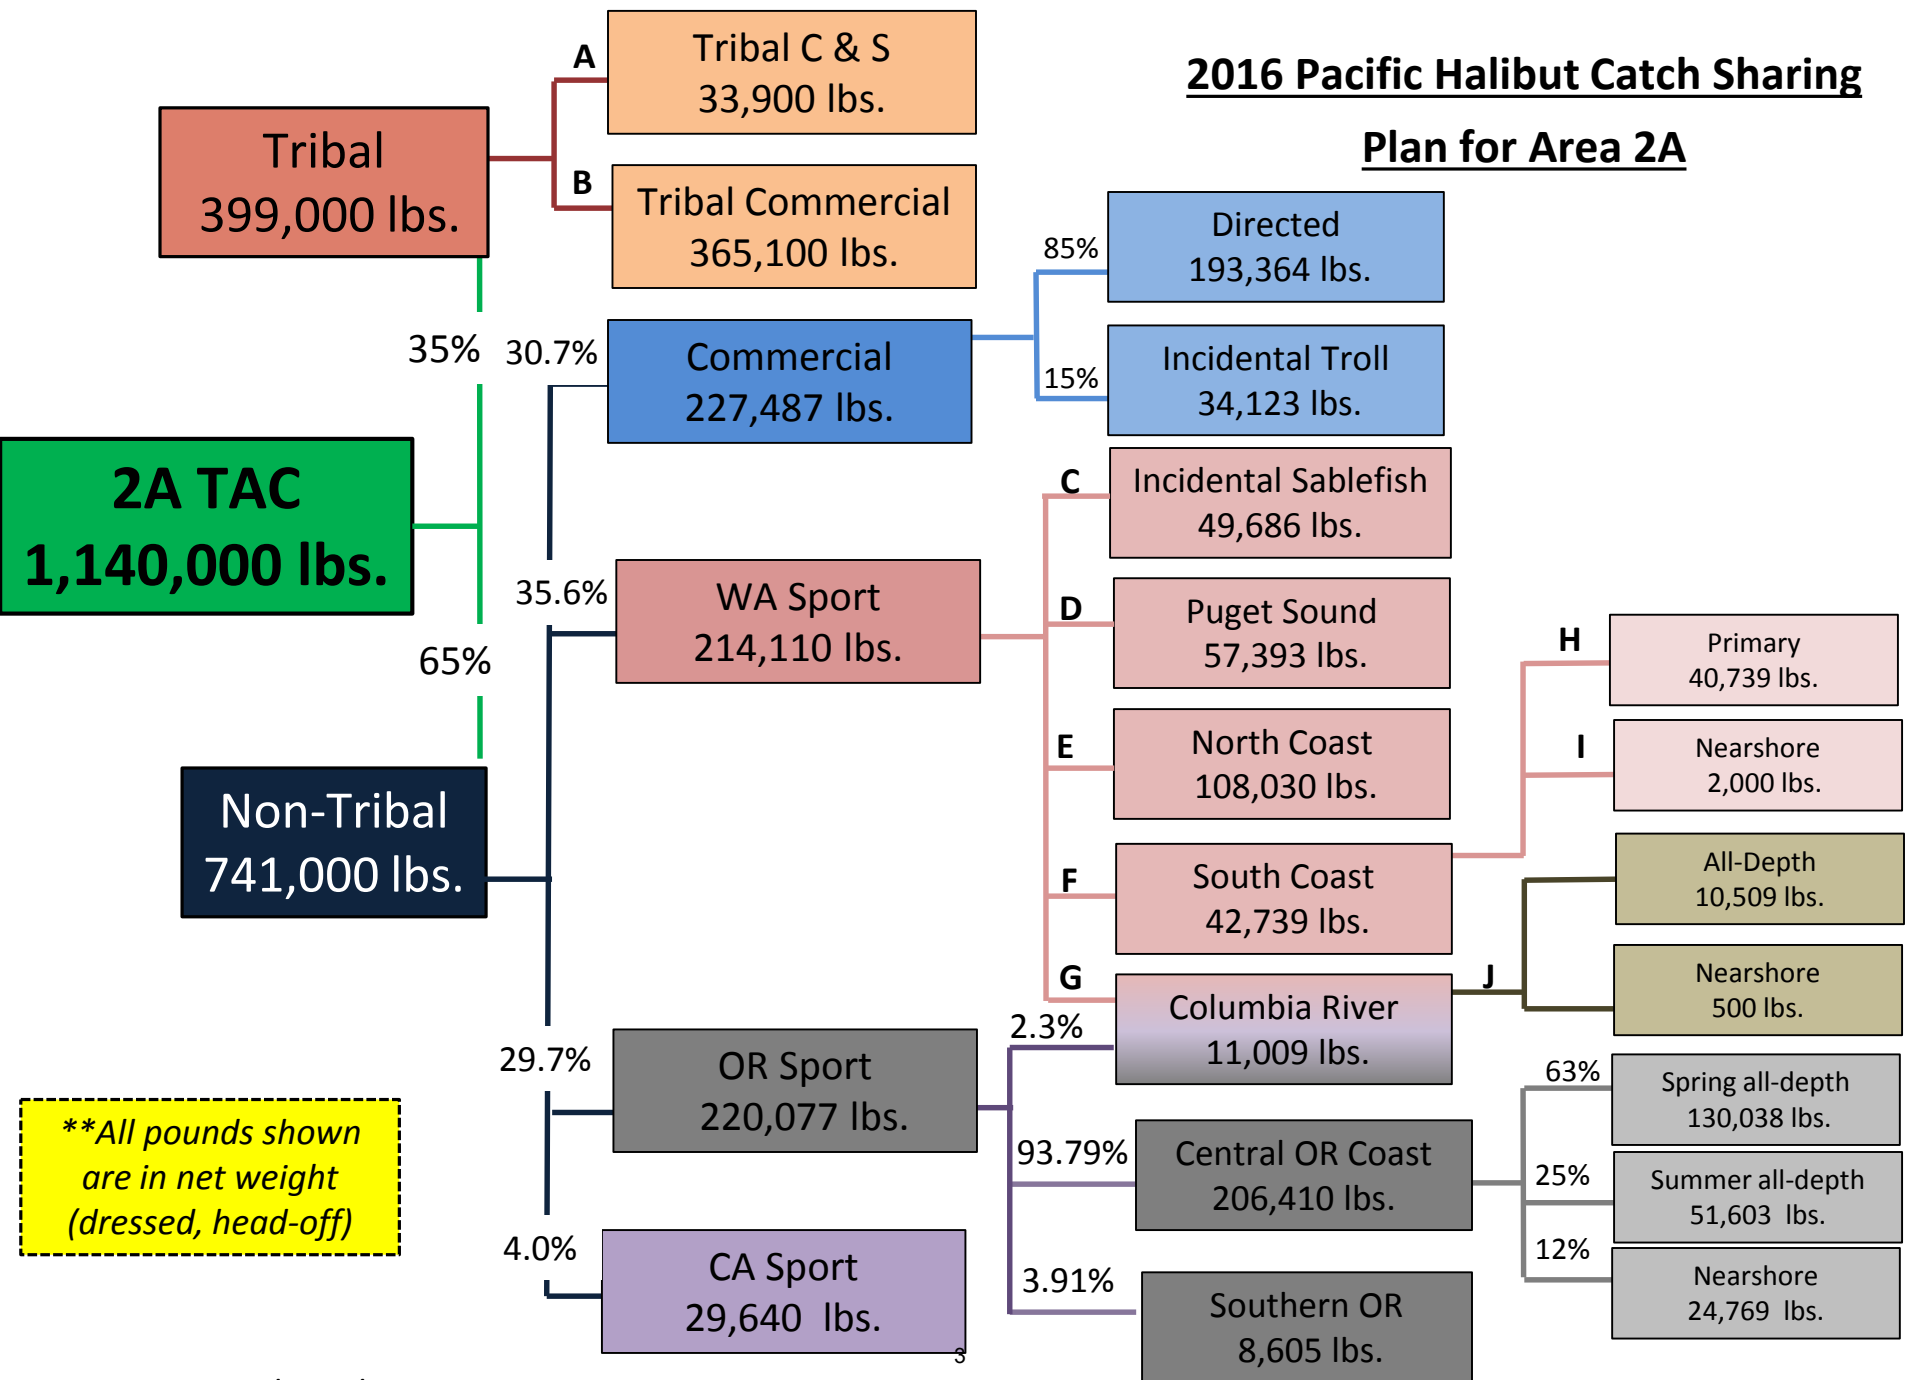 2016 Pacific Halibut Catch Sharing
Plan for Area 2A
2A TAC
1,140,000 lbs.
35%
65%
Tribal
399,000 lbs.
A
Tribal C & S
33,900 lbs.
B
Tribal Commercial
365,100 lbs.
Non-Tribal
741,000 lbs.
30.7%
Commercial
227,487 lbs.
85%
Directed
193,364 lbs.
15%
Incidental Troll
34,123 lbs.
35.6%
WA Sport
214,110 lbs.
C
Incidental Sablefish
49,686 lbs.
D
Puget Sound
57,393 lbs.
E
North Coast
108,030 lbs.
F
South Coast
42,739 lbs.
H
Primary
40,739 lbs.
I
Nearshore
2,000 lbs.
G
2.3%
Columbia River
11,009 lbs.
J
All-Depth
10,509 lbs.
Nearshore
500 lbs.
29.7%
OR Sport
220,077 lbs.
93.79%
Central OR Coast
206,410 lbs.
63%
Spring all-depth
130,038 lbs.
25%
Summer all-depth
51,603 lbs.
12%
Nearshore
24,769 lbs.
3.91%
Southern OR
8,605 lbs.
4.0%
CA Sport
29,640 lbs.
**All pounds shown
are in net weight
(dressed, head-off)
3